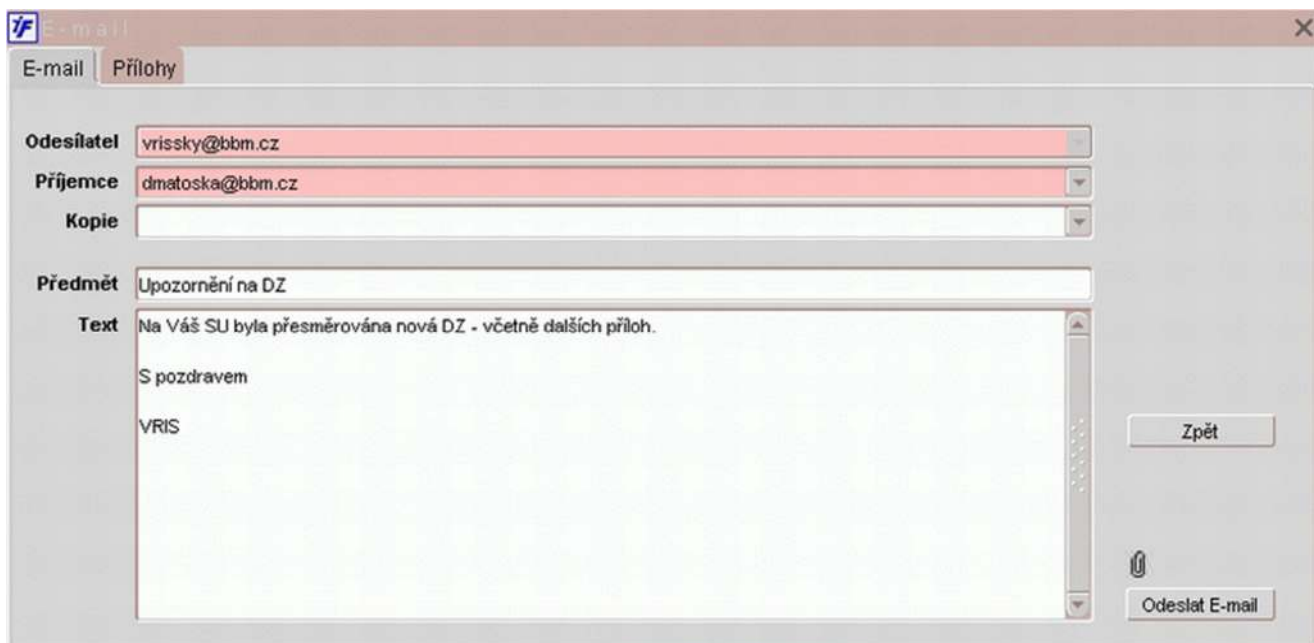 iF E-mail
E-mail Přílohy
Odesílatel vrissky@bbm.cz
Příjemce dmatoska@bbm.cz
Kopie
Předmět Upozornění na DZ
Text Na Váš SU byla přesměrována nová DZ - včetně dalších příloh.
S pozdravem
VRIS
Zpět
Odeslat E-mail